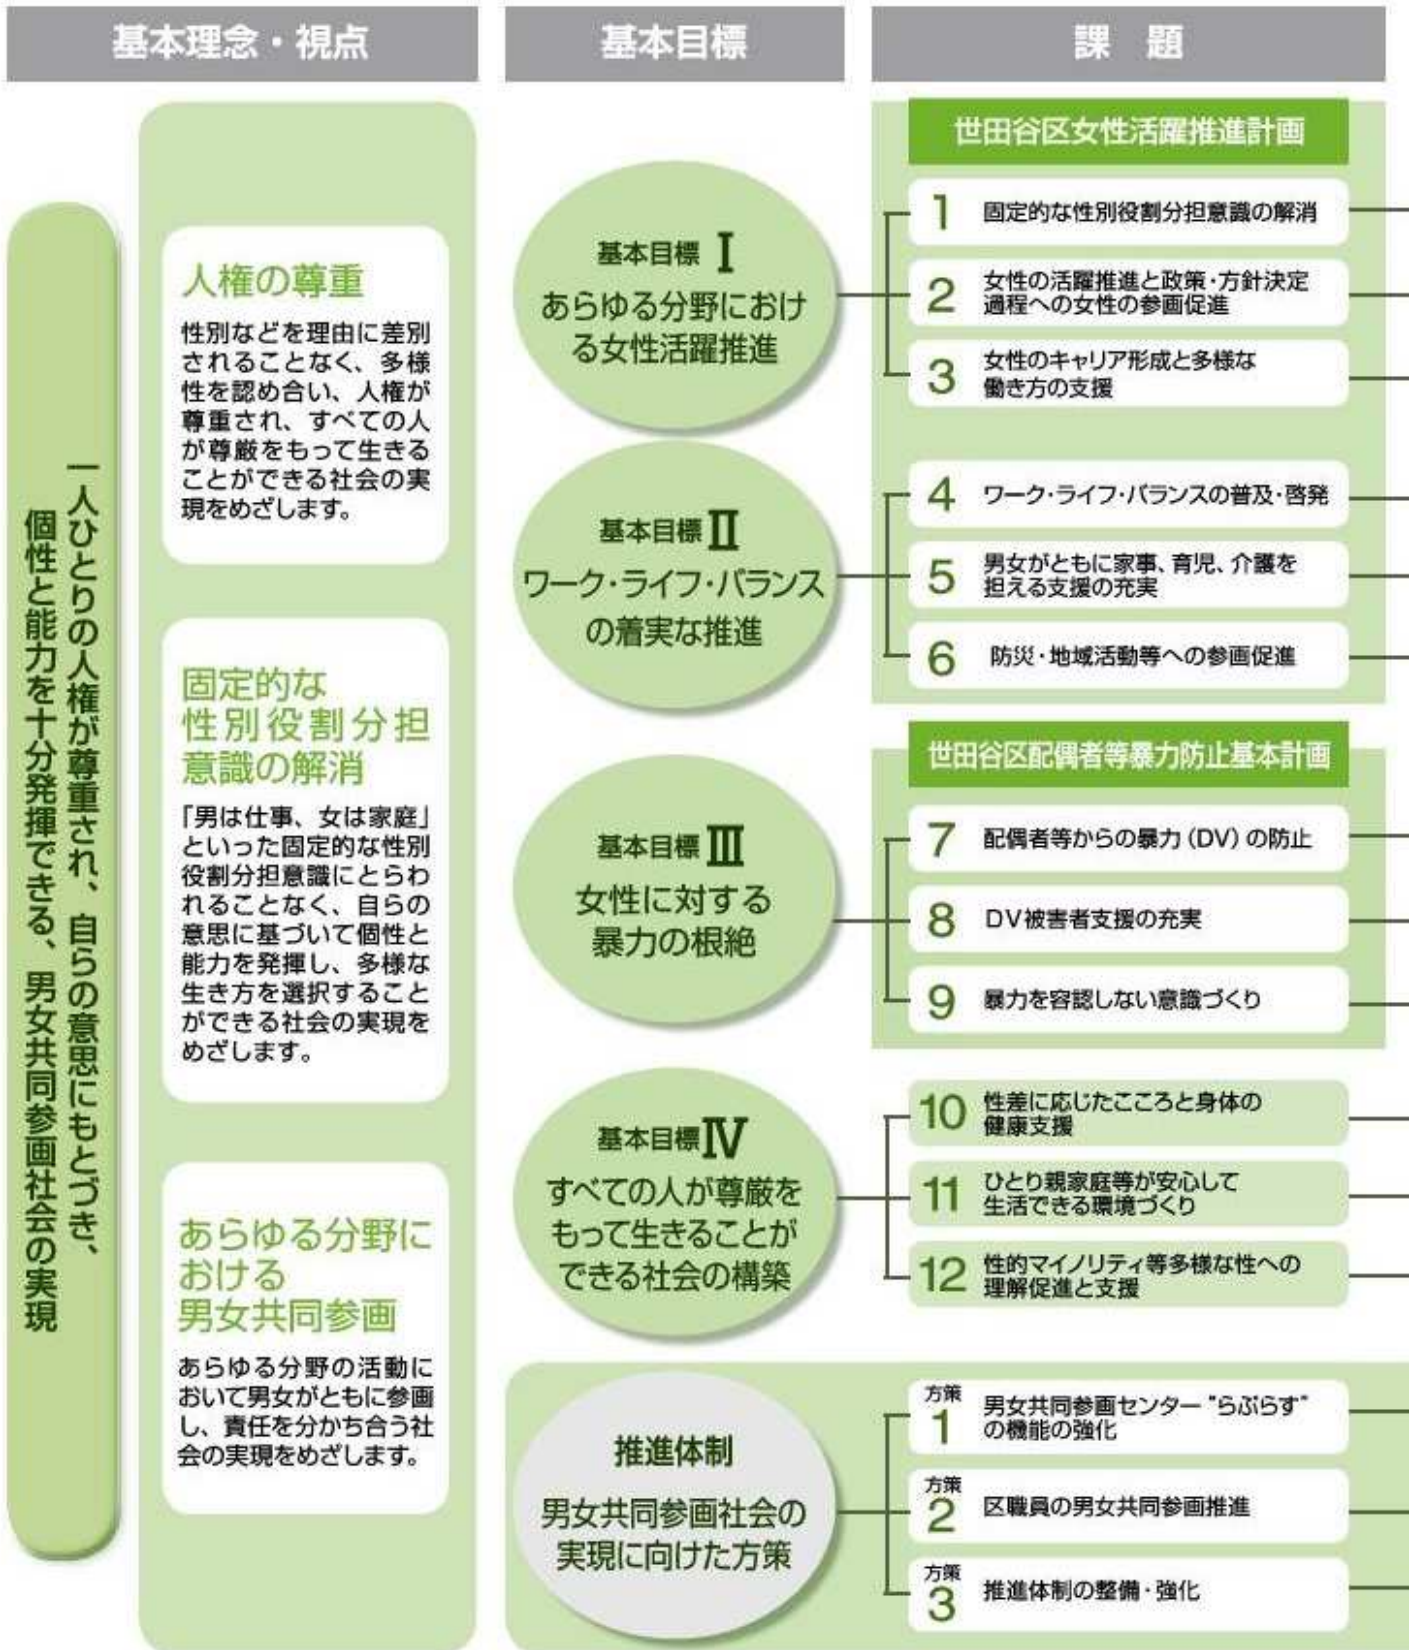 基本理念・視点
基本目標
課 題
一人ひとりの人権が尊重され、自らの意思にもとづき、
個性と能力を十分発揮できる、男女共同参画社会の実現
人権の尊重
性別などを理由に差別
されることなく、多様
性を認め合い、人権が
尊重され、すべての人
が尊厳をもって生きる
ことができる社会の実
現をめざします。
固定的な
性別役割分担
意識の解消
「男は仕事、女は家庭」
といった固定的な性別
役割分担意識にとらわ
れることなく、自らの
意思に基づいて個性と
能力を発揮し、多様な
生き方を選択すること
ができる社会の実現を
めざします。
あらゆる分野に
おける
男女共同参画
あらゆる分野の活動に
おいて男女がともに参画
し、責任を分かち合う社
会の実現をめざします。
基本目標 Ⅰ
あらゆる分野におけ
る女性活躍推進
基本目標 Ⅱ
ワーク・ライフ・バランス
の着実な推進
基本目標 Ⅲ
女性に対する
暴力の根絶
基本目標 Ⅳ
すべての人が尊厳を
もって生きることが
できる社会の構築
推進体制
男女共同参画社会の
実現に向けた方策
世田谷区女性活躍推進計画
1 固定的な性別役割分担意識の解消
2 女性の活躍推進と政策・方針決定
過程への女性の参画促進
3 女性のキャリア形成と多様な
働き方の支援
4 ワーク・ライフ・バランスの普及・啓発
5 男女がともに家事、育児、介護を
担える支援の充実
6 防災・地域活動等への参画促進
世田谷区配偶者等暴力防止基本計画
7 配偶者等からの暴力（DV）の防止
8 DV被害者支援の充実
9 暴力を容認しない意識づくり
10 性差に応じたこころと身体の
健康支援
11 ひとり親家庭等が安心して
生活できる環境づくり
12 性的マイノリティ等多様な性への
理解促進と支援
方策1 男女共同参画センター"らぷらす"
の機能の強化
方策2 区職員の男女共同参画推進
方策3 推進体制の整備・強化